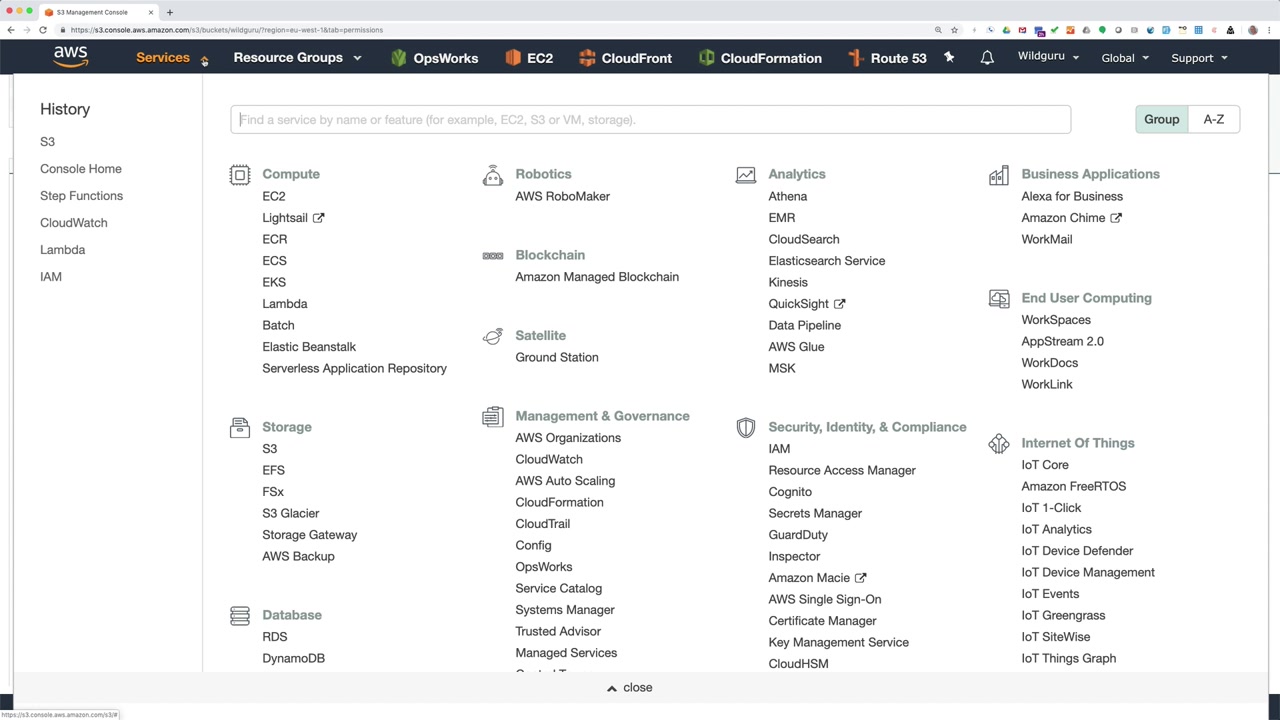 S3 Management Console
https://s3.console.aws.amazon.com/s3/buckets/wildguru/?region=eu-west-1&tab=permissions
aws
Services
Resource Groups
OpsWorks
EC2
CloudFront
CloudFormation
Route 53
Wildguru
Global
Support
History
S3
Console Home
Step Functions
CloudWatch
Lambda
IAM
Find a service by name or feature (for example, EC2, S3 or VM, storage).
Group
A-Z
Compute
EC2
Lightsail
ECR
ECS
EKS
Lambda
Batch
Elastic Beanstalk
Serverless Application Repository
Storage
S3
EFS
FSx
S3 Glacier
Storage Gateway
AWS Backup
Database
RDS
DynamoDB
Robotics
AWS RoboMaker
Blockchain
Amazon Managed Blockchain
Satellite
Ground Station
Management & Governance
AWS Organizations
CloudWatch
AWS Auto Scaling
CloudFormation
CloudTrail
Config
OpsWorks
Service Catalog
Systems Manager
Trusted Advisor
Managed Services
Analytics
Athena
EMR
CloudSearch
Elasticsearch Service
Kinesis
QuickSight
Data Pipeline
AWS Glue
MSK
Security, Identity, & Compliance
IAM
Resource Access Manager
Cognito
Secrets Manager
GuardDuty
Inspector
Amazon Macie
AWS Single Sign-On
Certificate Manager
Key Management Service
CloudHSM
Business Applications
Alexa for Business
Amazon Chime
WorkMail
End User Computing
WorkSpaces
AppStream 2.0
WorkDocs
WorkLink
Internet Of Things
IoT Core
Amazon FreeRTOS
IoT 1-Click
IoT Analytics
IoT Device Defender
IoT Device Management
IoT Events
IoT Greengrass
IoT SiteWise
IoT Things Graph
close
https://s3.console.aws.amazon.com/s3/#